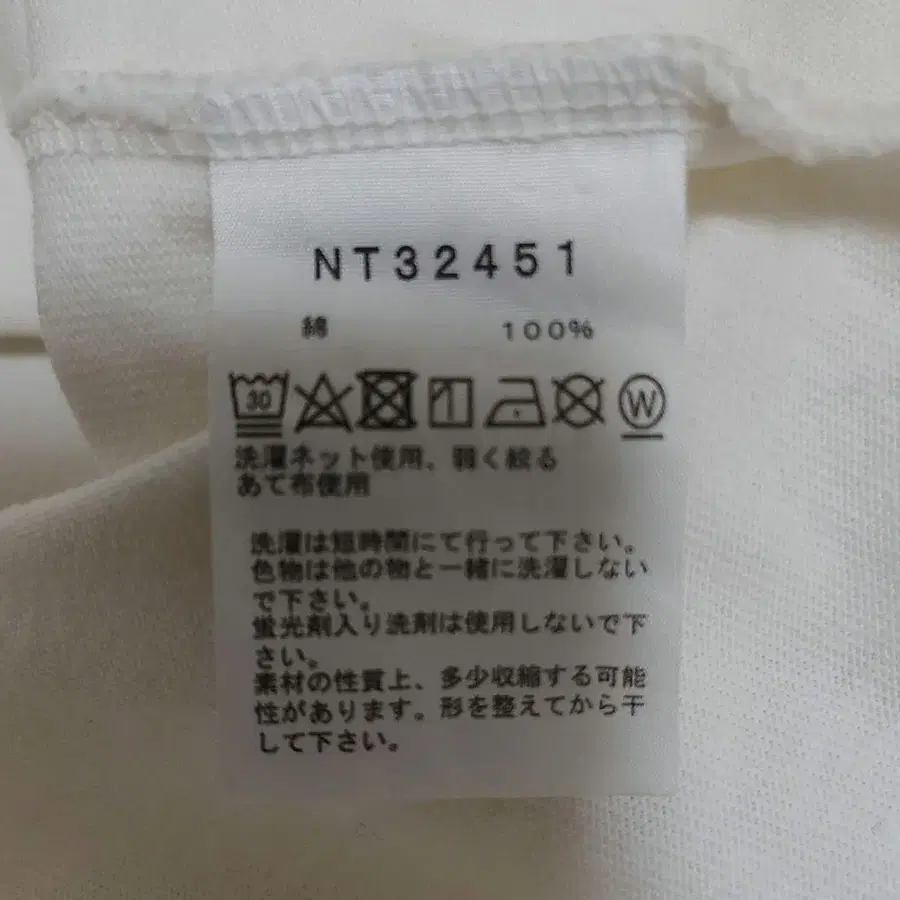 NT32451
綿 100%
30
W
洗濯ネット使用、弱く絞る
あて布使用
洗濯は短時間にて行って下さい。
色物は他の物と一緒に洗濯しない
で下さい。
蛍光剤入り洗剤は使用しないで下
さい。
素材の性質上、多少収縮する可能
性があります。形を整えてから干
して下さい。